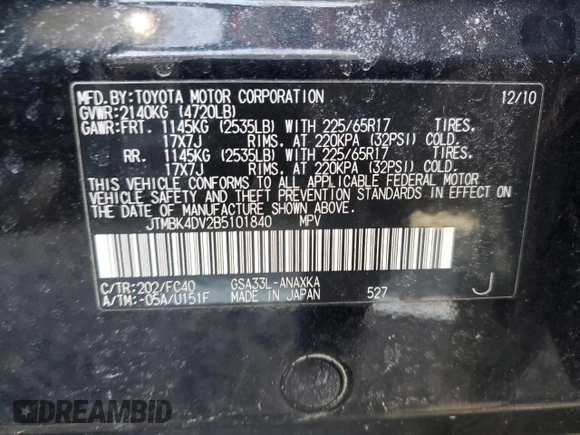 MFD.BY:TOYOTA MOTOR CORPORATION 12/10
GVWR:2140KG (4720LB)
GAWR:FRT. 1145KG (2535LB) WITH 225/65R17 TIRES,
17X7J RIMS, AT 220KPA (32PSI) COLD.
RR. 1145KG (2535LB) WITH 225/65R17 TIRES,
17X7J RIMS, AT 220KPA (32PSI) COLD.
THIS VEHICLE CONFORMS TO ALL APPLICABLE FEDERAL MOTOR
VEHICLE SAFETY AND THEFT PREVENTION STANDARDS IN EFFECT ON
THE DATE OF MANUFACTURE SHOWN ABOVE.
JTMBK4DV2B5101840 MPV
C/TR:202/FC40 GSA33L-ANAXKA
A/TM:-05A/U151F MADE IN JAPAN 527 J
DREAMBID